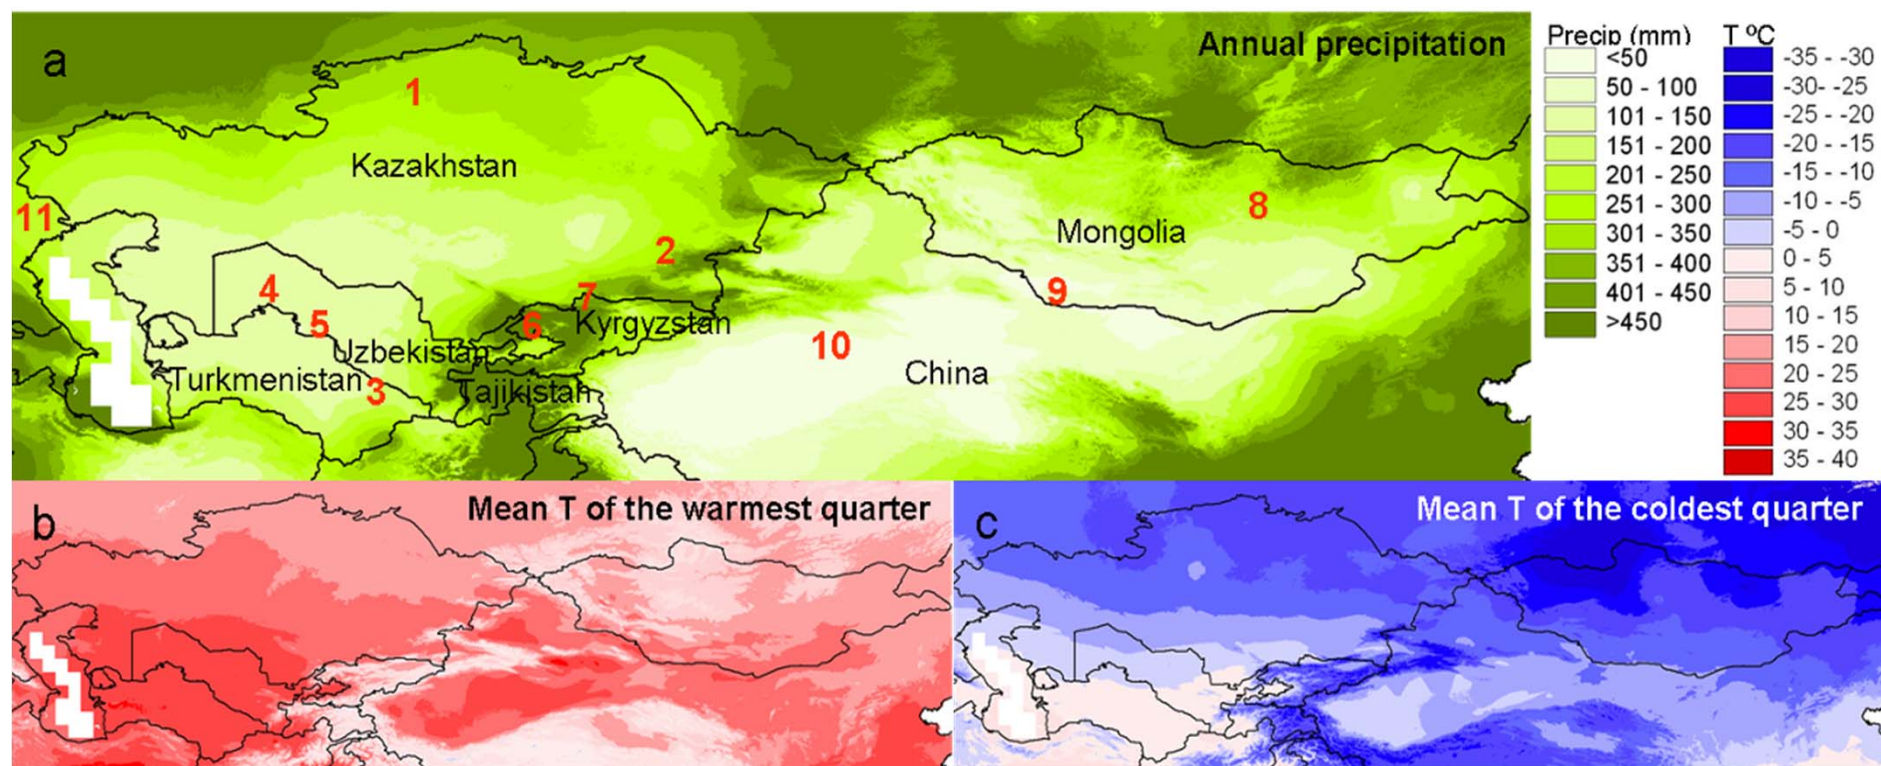 a
Annual precipitation
1
Kazakhstan
11
2
8
Mongolia
4
7
9
5
6
Kyrgyzstan
Uzbekistan
10
Turkmenistan
3
Tajikistan
China
Precip (mm)
<50
50 - 100
101 - 150
151 - 200
201 - 250
251 - 300
301 - 350
351 - 400
401 - 450
>450
T ºC
-35 - -30
-30- -25
-25 - -20
-20 - -15
-15 - -10
-10 - -5
-5 - 0
0 - 5
5 - 10
10 - 15
15 - 20
20 - 25
25 - 30
30 - 35
35 - 40
b
Mean T of the warmest quarter
c
Mean T of the coldest quarter